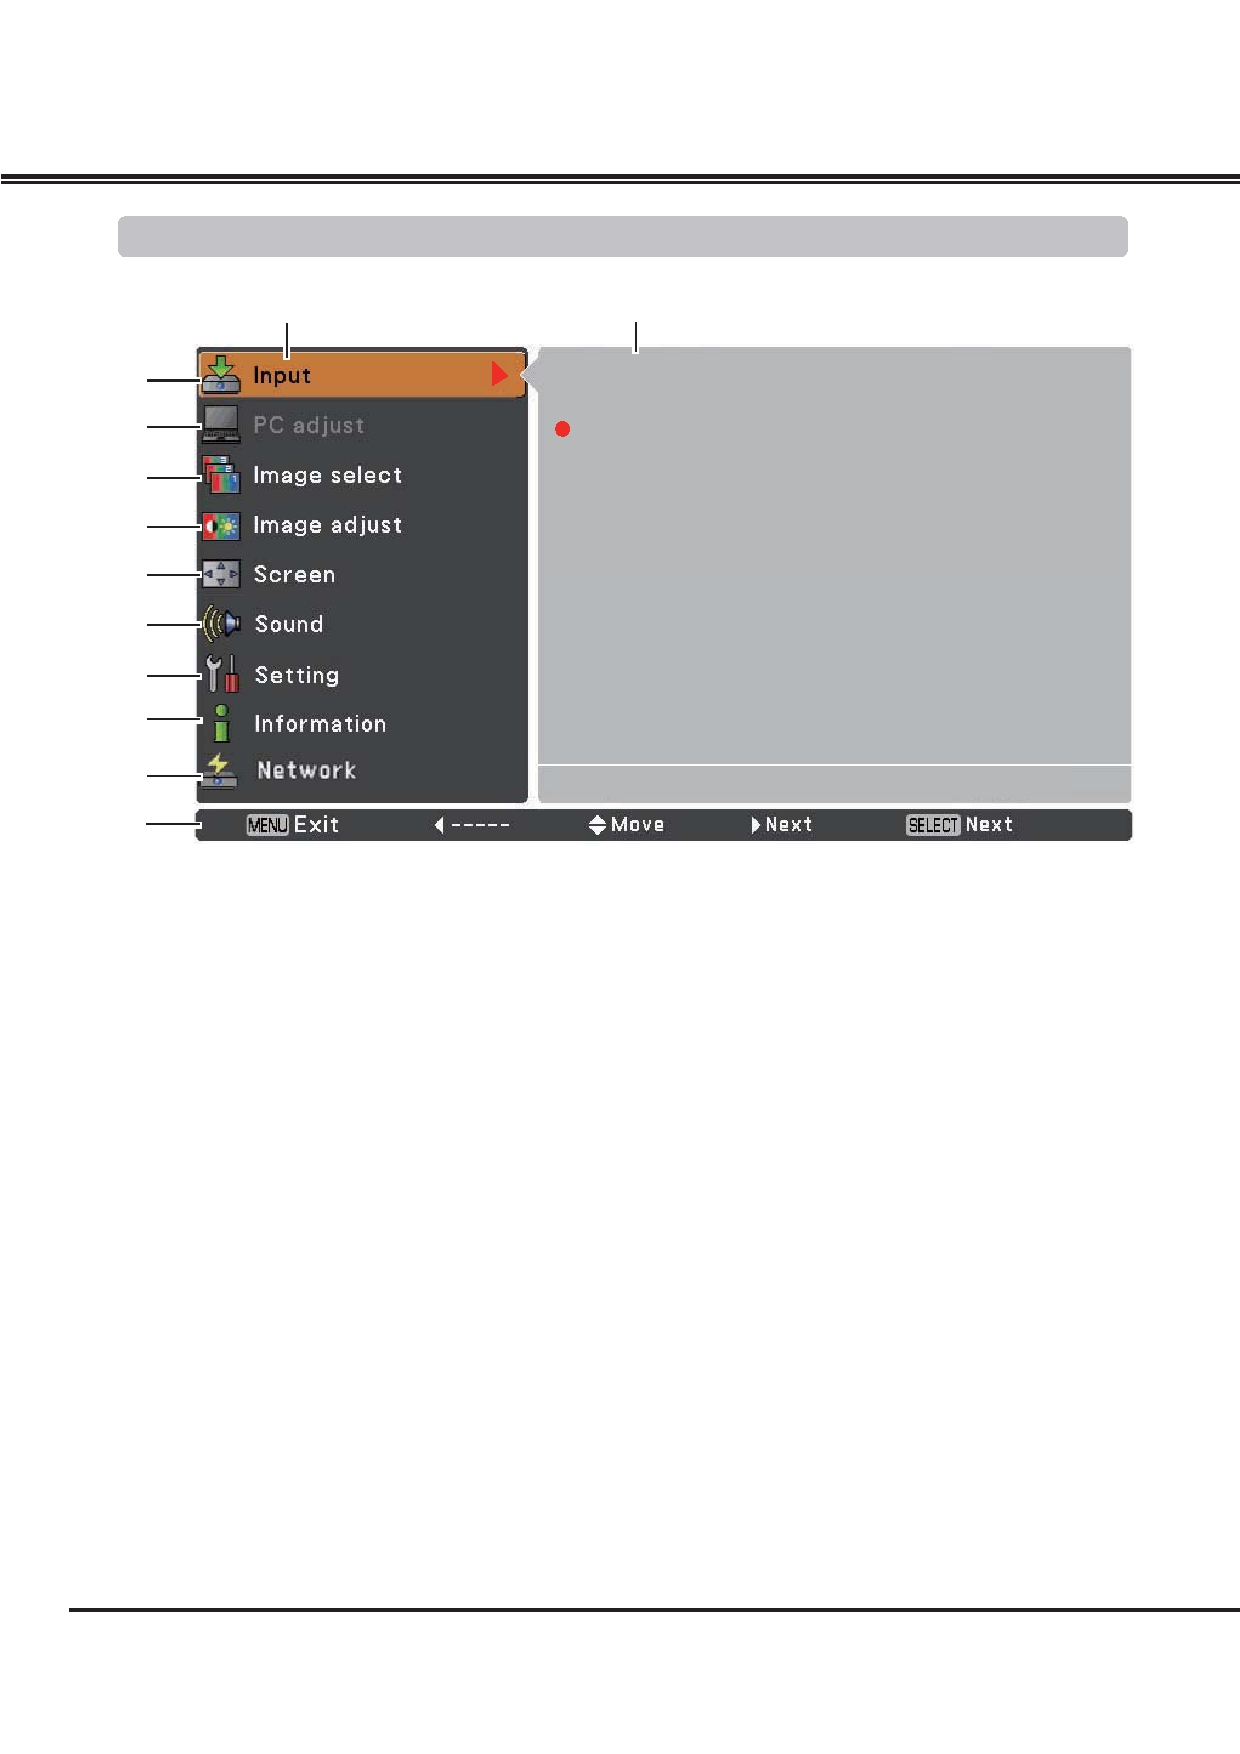 Input
PC adjust
Image select
Image adjust
Screen
Sound
Setting
Information
Network
MENU Exit ----- Move Next SELECT Next